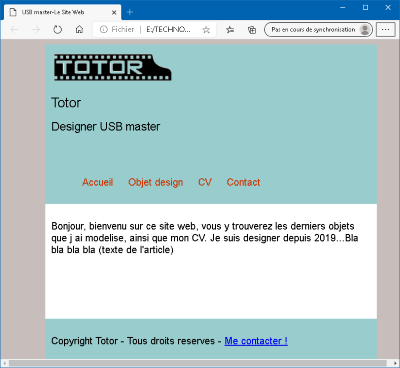 USB master-Le Site Web
Fichier | E:/TECHNO...
Pas en cours de synchronisation
TOTOR
Totor
Designer USB master
Accueil Objet design CV Contact
Bonjour, bienvenu sur ce site web, vous y trouverez les derniers objets
que j ai modelise, ainsi que mon CV. Je suis designer depuis 2019...Bla
bla bla bla (texte de l'article)
Copyright Totor - Tous droits reserves - Me contacter !